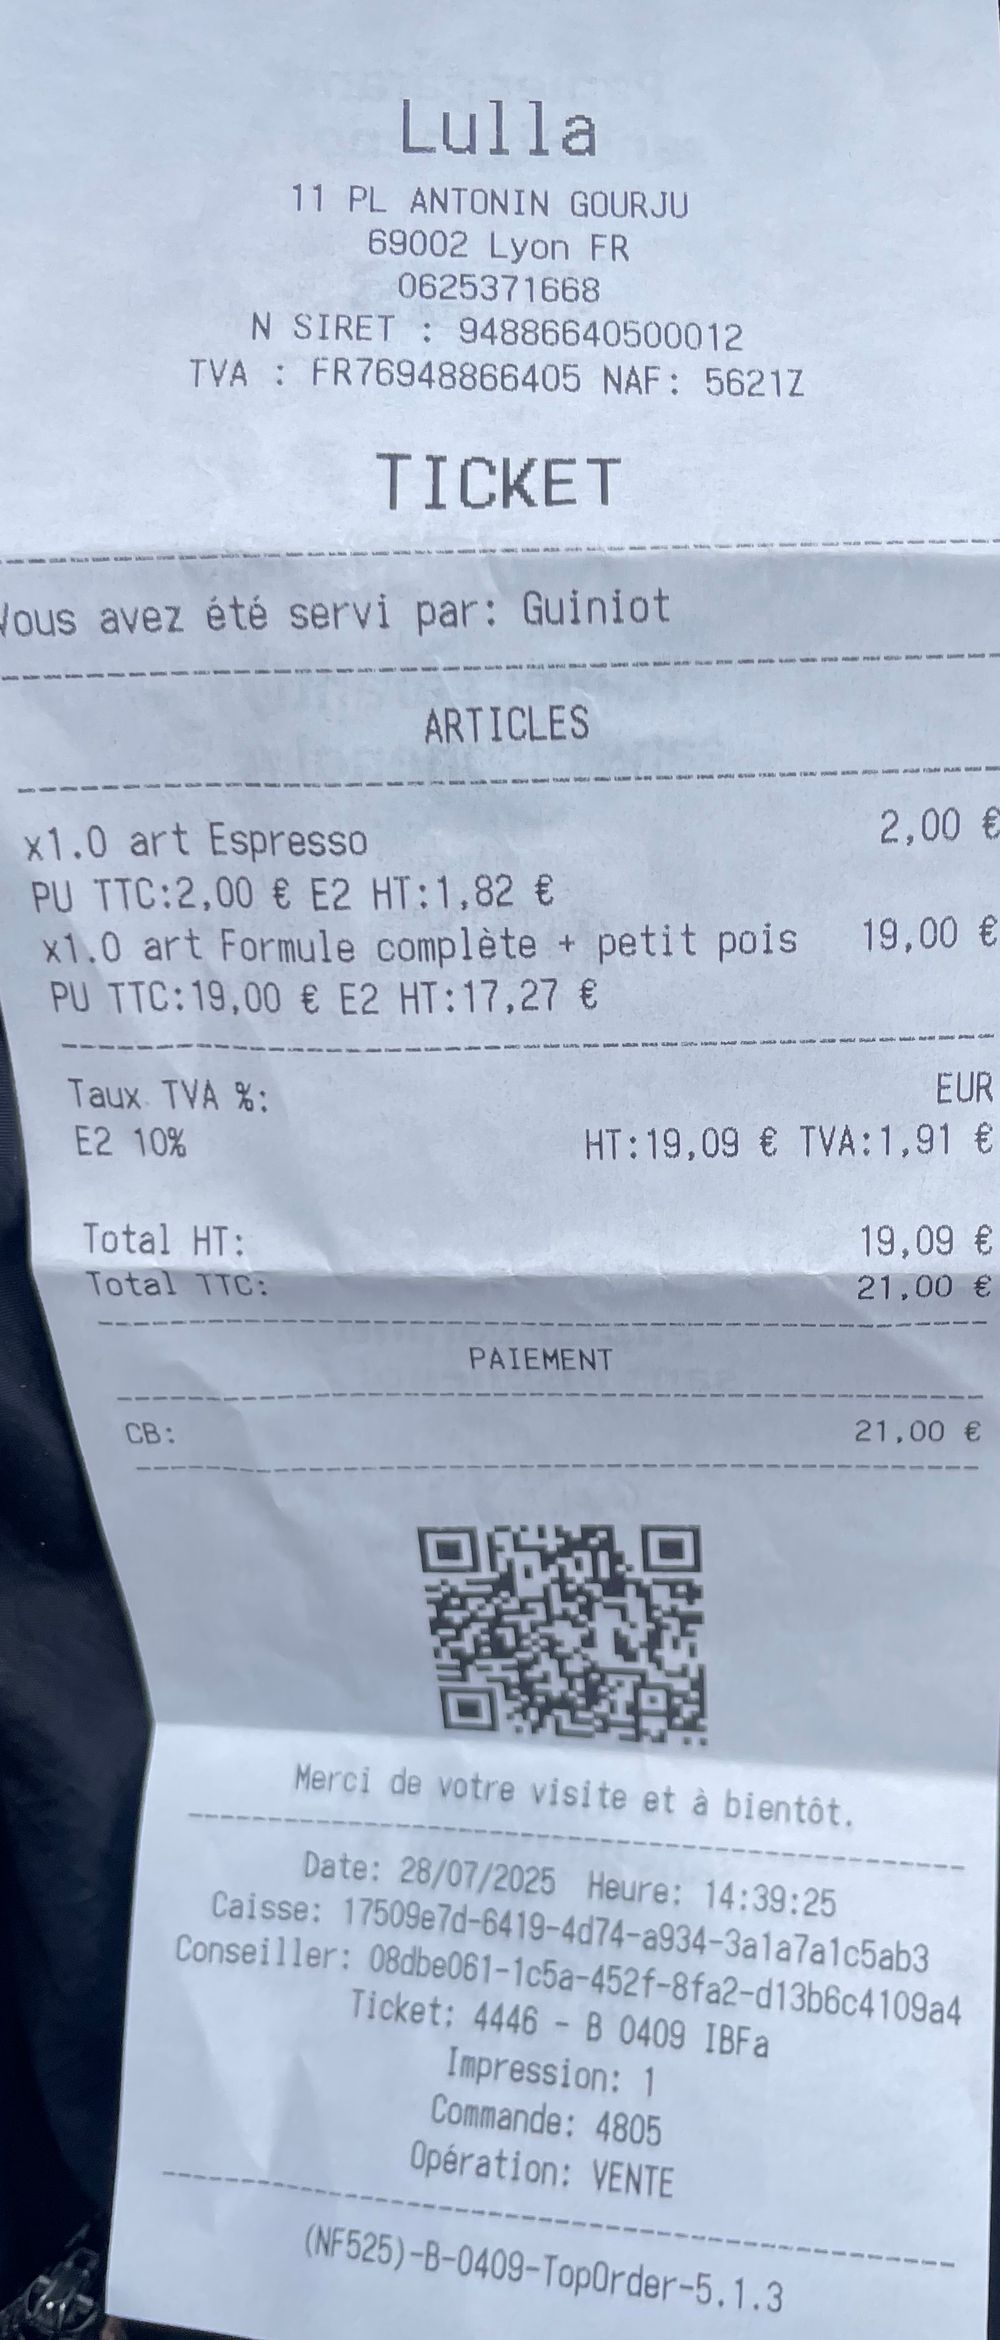 Lulla
11 PL ANTONIN GOURJU
69002 Lyon FR
0625371668
N SIRET : 94886640500012
TVA : FR76948866405 NAF: 5621Z
TICKET
Vous avez été servi par: Guiniot
ARTICLES
x1.0 art Espresso 2,00 €
PU TTC:2,00 € E2 HT:1,82 €
x1.0 art Formule complète + petit pois 19,00 €
PU TTC:19,00 € E2 HT:17,27 €
Taux TVA %: EUR
E2 10% HT:19,09 € TVA:1,91 €
Total HT: 19,09 €
Total TTC: 21,00 €
PAIEMENT
CB: 21,00 €
Merci de votre visite et à bientôt.
Date: 28/07/2025 Heure: 14:39:25
Caisse: 17509e7d-6419-4d74-a934-3a1a7a1c5ab3
Conseiller: 08dbe061-1c5a-452f-8fa2-d13b6c4109a4
Ticket: 4446 - B 0409 IBFa
Impression: 1
Commande: 4805
Opération: VENTE
(NF525)-B-0409-TopOrder-5.1.3